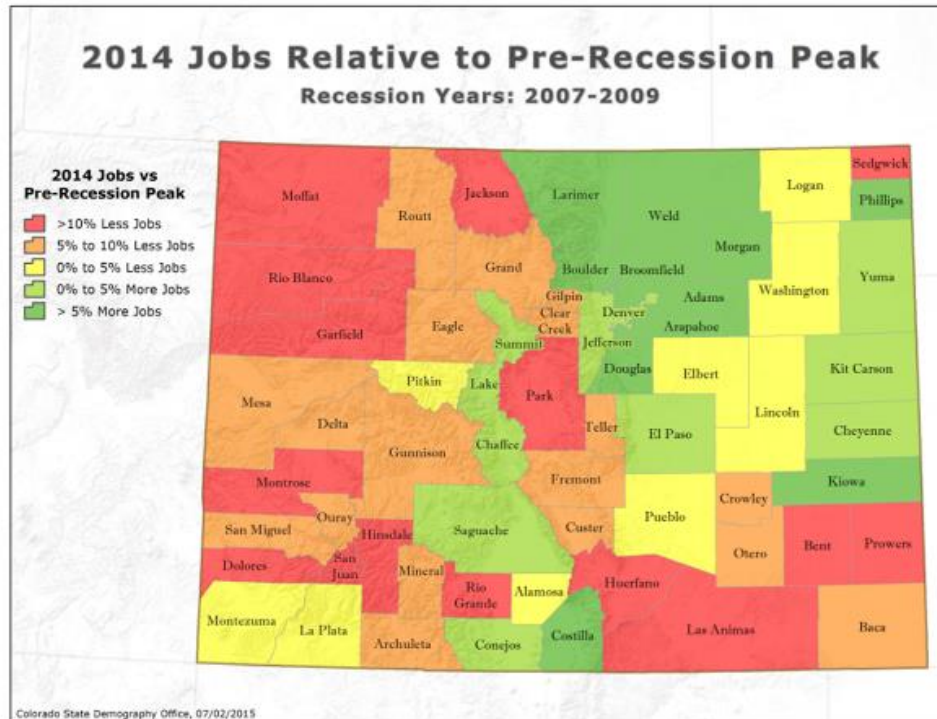 2014 Jobs Relative to Pre-Recession Peak
Recession Years: 2007-2009
2014 Jobs vs
Pre-Recession Peak
>10% Less Jobs
5% to 10% Less Jobs
0% to 5% Less Jobs
0% to 5% More Jobs
> 5% More Jobs
Moffat
Routt
Jackson
Larimer
Weld
Logan
Sedgwick
Phillips
Morgan
Rio Blanco
Grand
Boulder
Broomfield
Washington
Yuma
Gilpin
Clear
Creek
Denver
Adams
Arapahoe
Garfield
Eagle
Summit
Jefferson
Douglas
Elbert
Kit Carson
Pitkin
Lake
Park
Lincoln
Mesa
Delta
Gunnison
Chaffee
Teller
El Paso
Cheyenne
Montrose
Fremont
Kiowa
Ouray
San Miguel
Hinsdale
Saguache
Custer
Pueblo
Crowley
Otero
Bent
Prowers
Dolores
San
Juan
Mineral
Rio
Grande
Alamosa
Huerfano
Montezuma
La Plata
Archuleta
Conejos
Costilla
Las Animas
Baca
Colorado State Demography Office, 07/02/2015